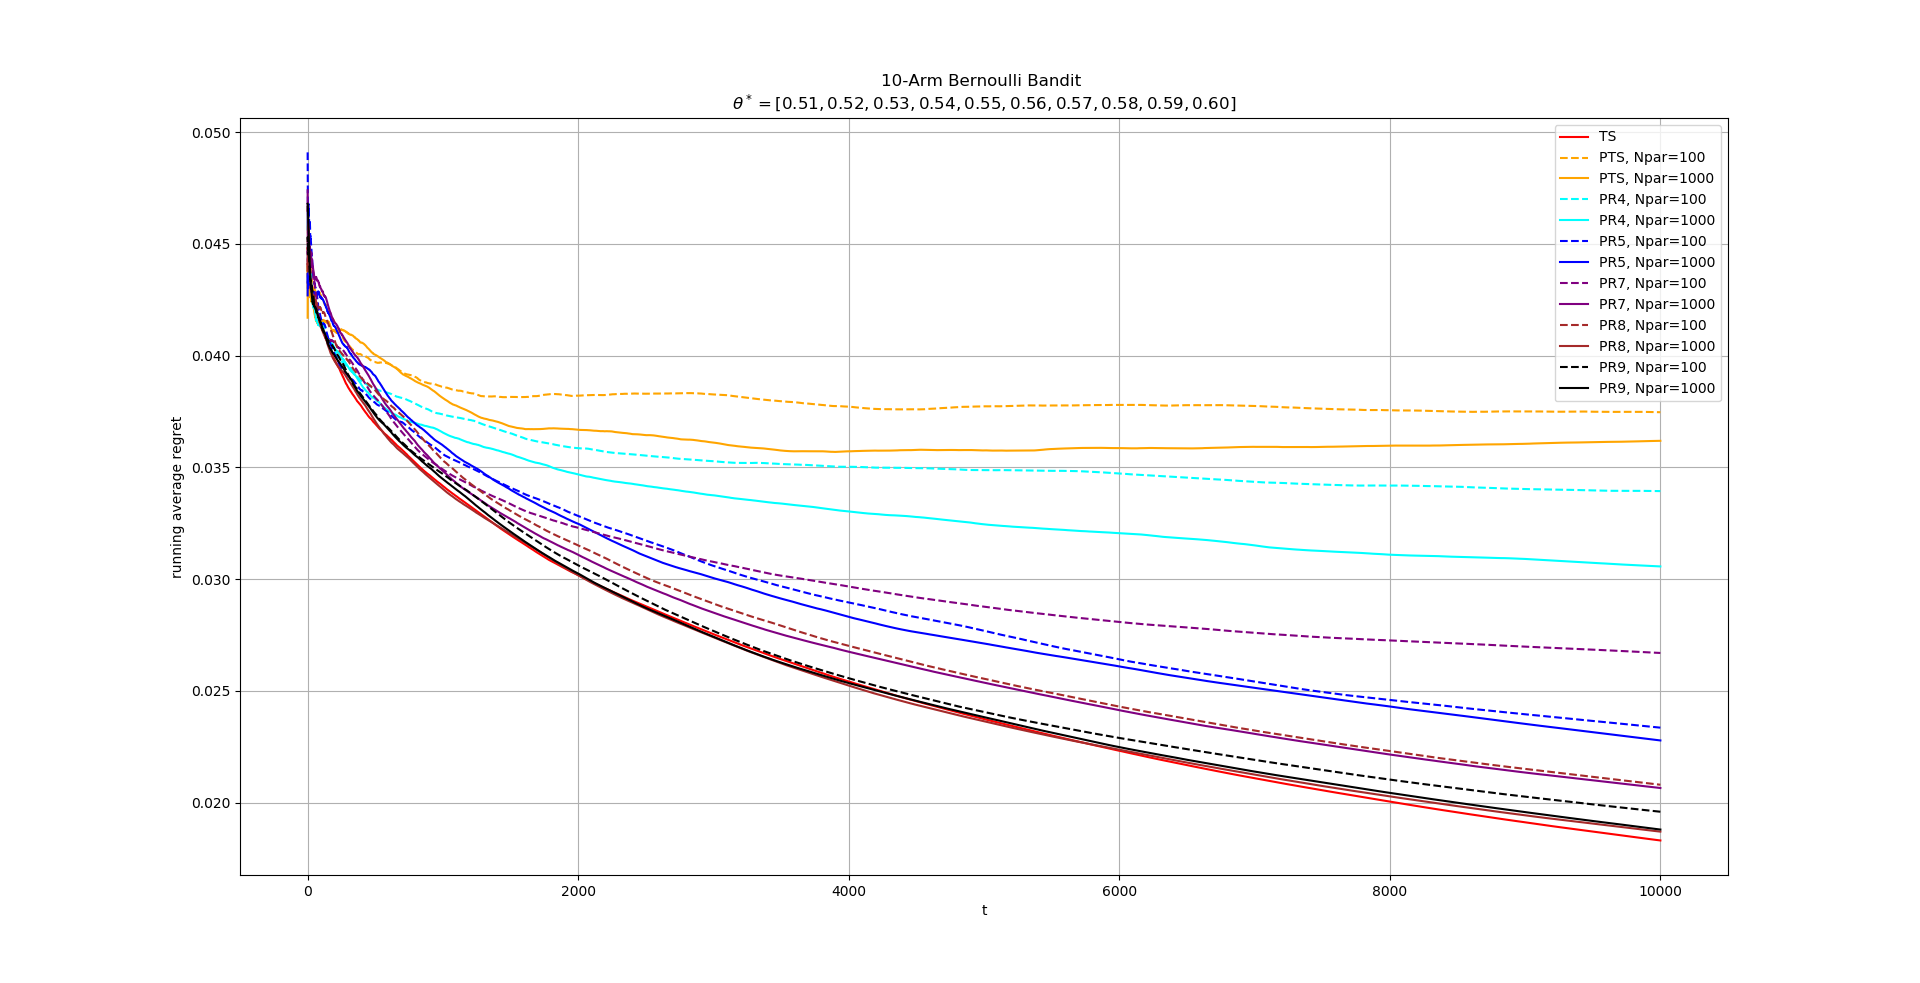 10-Arm Bernoulli Bandit
θ* = [0.51, 0.52, 0.53, 0.54, 0.55, 0.56, 0.57, 0.58, 0.59, 0.60]
0.050
0.045
0.040
0.035
0.030
0.025
0.020
running average regret
TS
PTS, Npar=100
PTS, Npar=1000
PR4, Npar=100
PR4, Npar=1000
PR5, Npar=100
PR5, Npar=1000
PR7, Npar=100
PR7, Npar=1000
PR8, Npar=100
PR8, Npar=1000
PR9, Npar=100
PR9, Npar=1000
0 2000 4000 6000 8000 10000
t